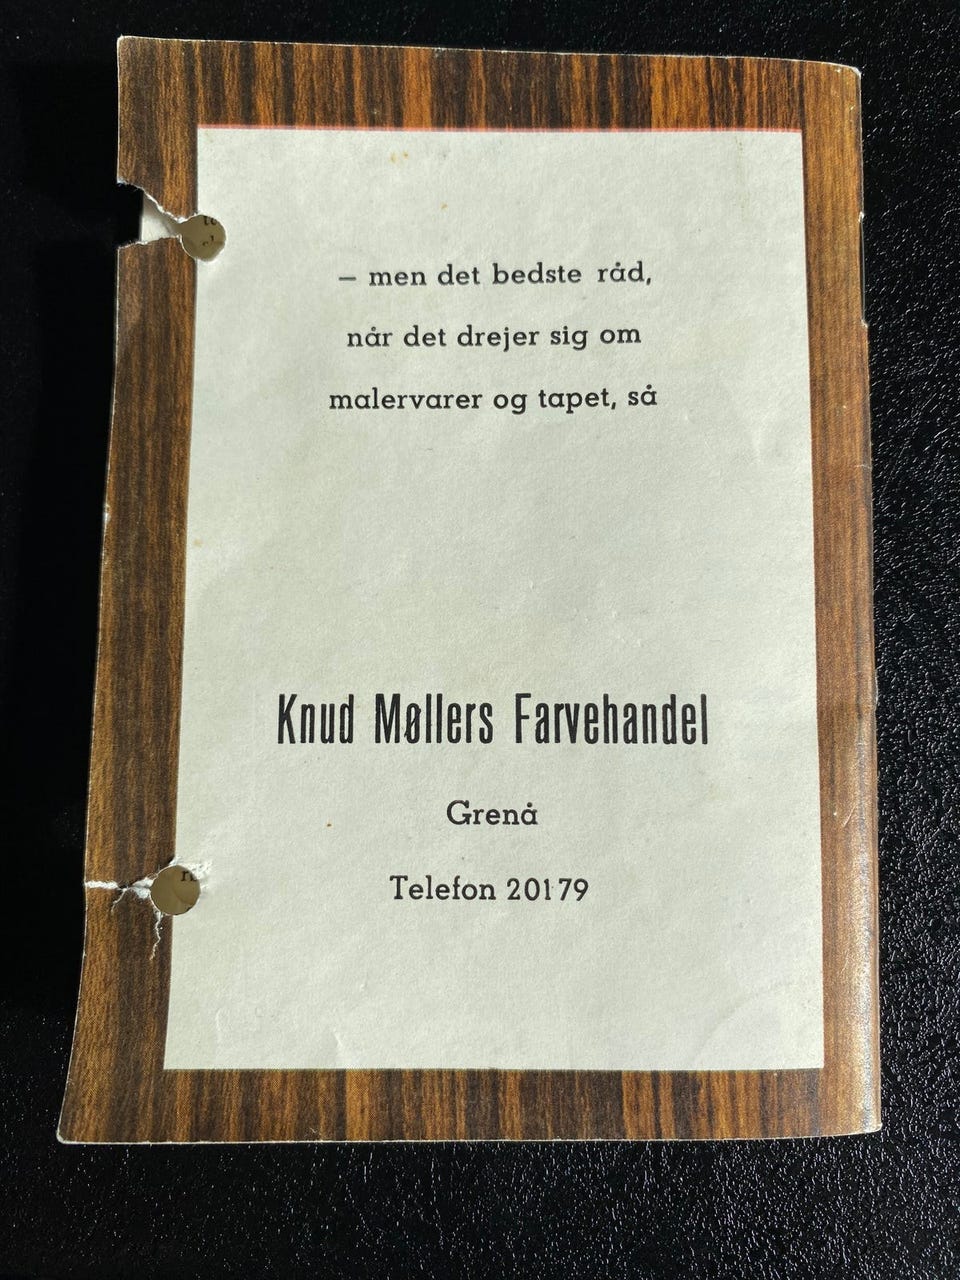 – men det bedste råd,
når det drejer sig om
malervarer og tapet, så
Knud Møllers Farvehandel
Grenå
Telefon 20179